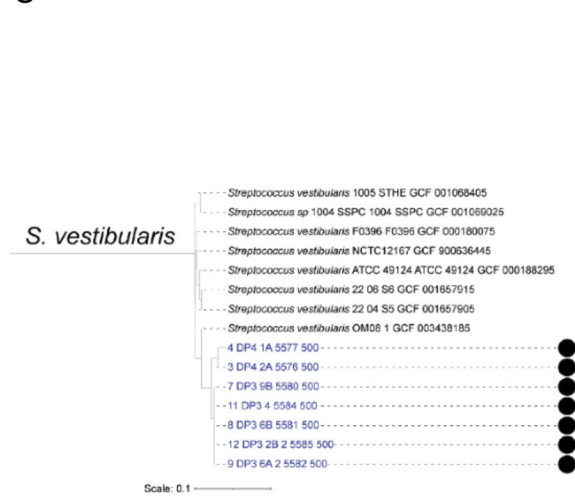 Streptococcus vestibularis 1005 STHE GCF 001068405
Streptococcus sp 1004 SSPC 1004 SSPC GCF 001069025
Streptococcus vestibularis F0396 F0396 GCF 000180075
S. vestibularis
Streptococcus vestibularis NCTC12167 GCF 900636445
Streptococcus vestibularis ATCC 49124 ATCC 49124 GCF 000188295
Streptococcus vestibularis 22 06 S6 GCF 001657915
Streptococcus vestibularis 22 04 S5 GCF 001657905
Streptococcus vestibularis OM08 1 GCF 003438185
4 DP4 1A 5577 500
3 DP4 2A 5576 500
7 DP3 9B 5580 500
11 DP3 4 5584 500
8 DP3 6B 5581 500
12 DP3 2B 2 5585 500
9 DP3 6A 2 5582 500
Scale: 0.1